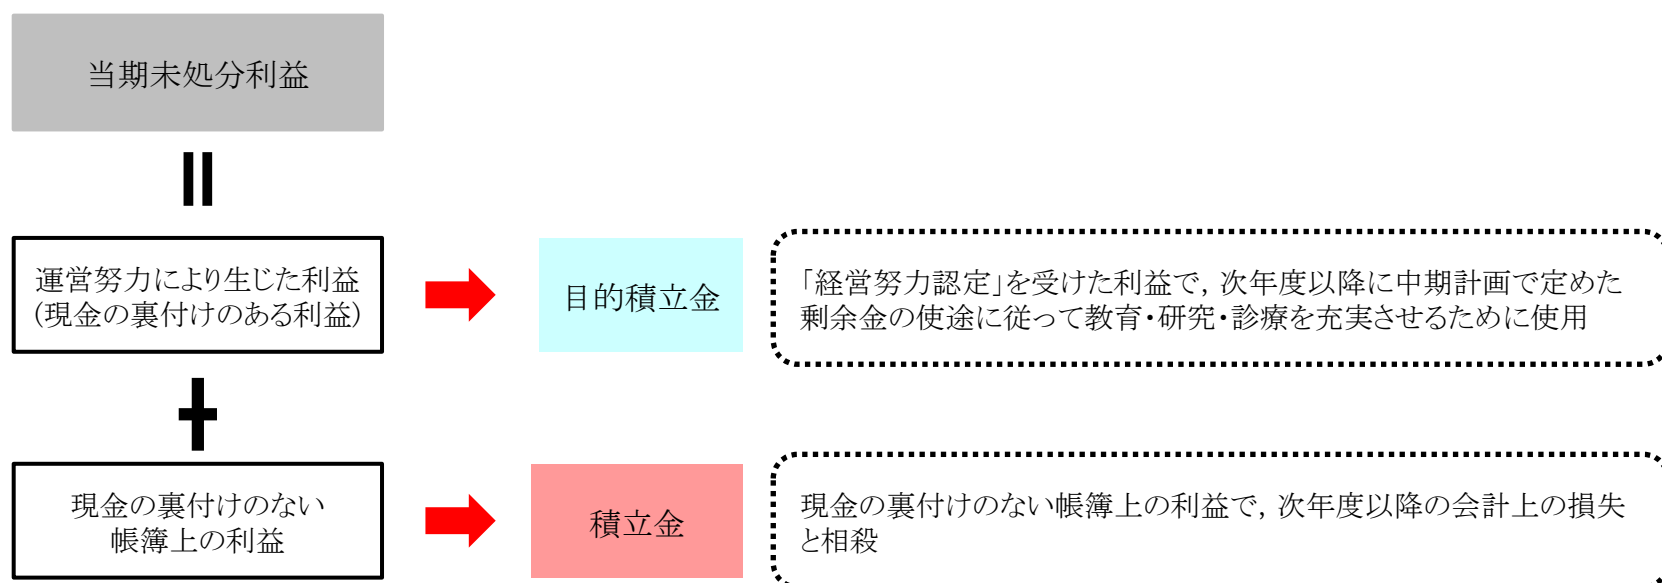 当期未処分利益
運営努力により生じた利益
(現金の裏付けのある利益)
目的積立金
「経営努力認定」を受けた利益で, 次年度以降に中期計画で定めた
剰余金の使途に従って教育・研究・診療を充実させるために使用
現金の裏付けのない
帳簿上の利益
積立金
現金の裏付けのない帳簿上の利益で, 次年度以降の会計上の損失
と相殺